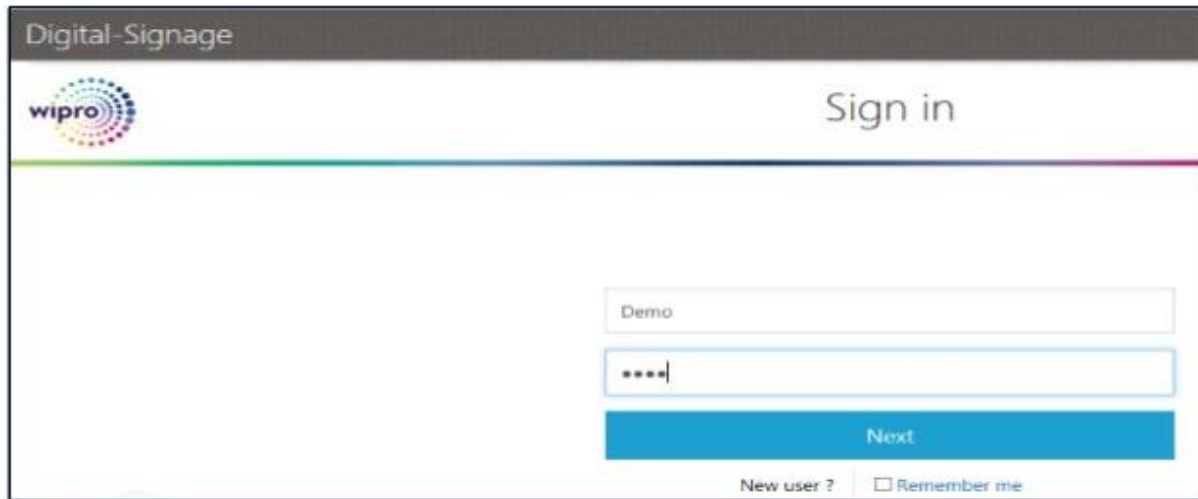 Digital-Signage
wipro
Sign in
Demo
••••
Next
New user ? Remember me